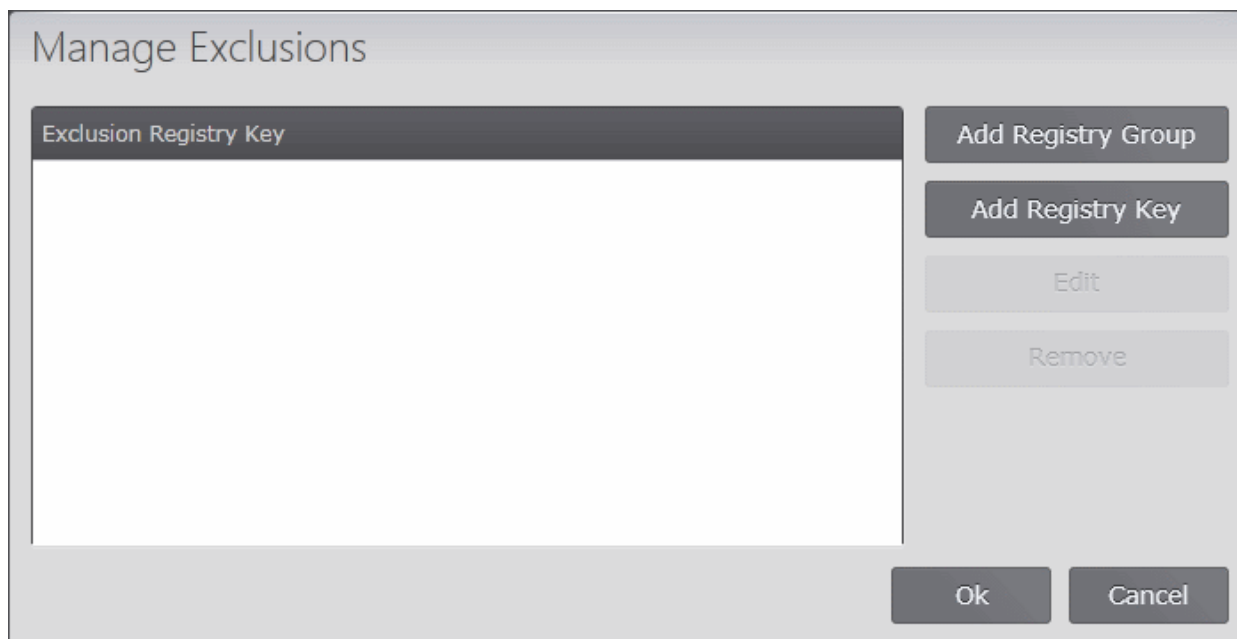 Manage Exclusions
Exclusion Registry Key
Add Registry Group
Add Registry Key
Edit
Remove
Ok
Cancel